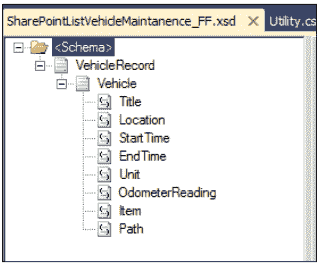 SharePointListVehicleMaintanence_FF.xsd × Utility.cs
<Schema>
VehicleRecord
Vehicle
Title
Location
StartTime
EndTime
Unit
OdometerReading
Item
Path